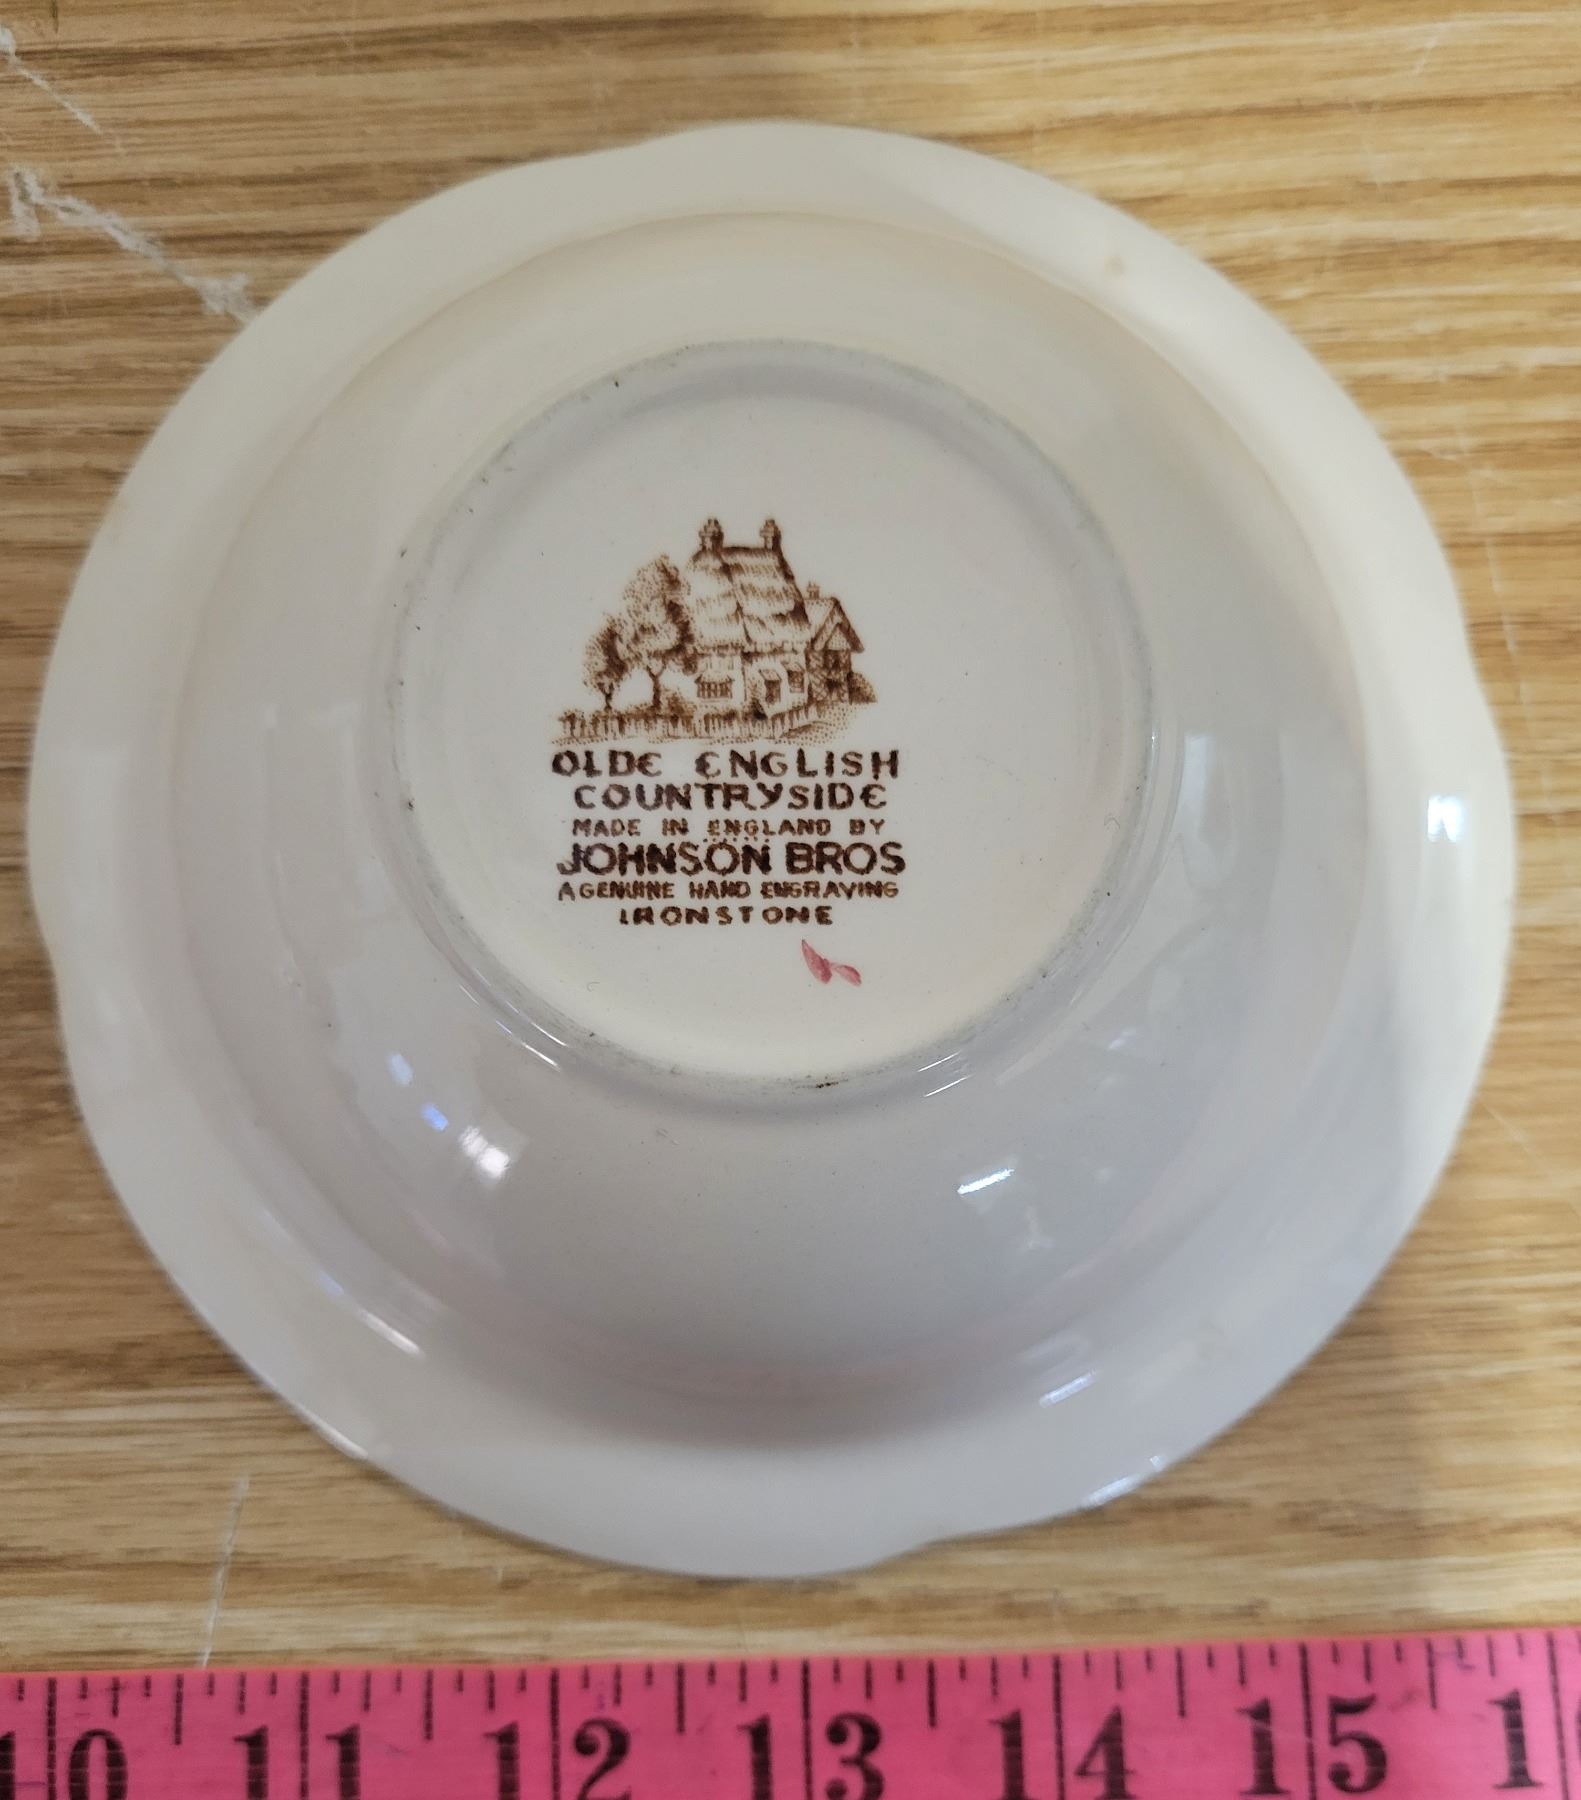 OLDE ENGLISH
COUNTRYSIDE
MADE IN ENGLAND BY
JOHNSON BROS
A GENUINE HAND ENGRAVING
IRONSTONE
10 11 12 13 14 15 1